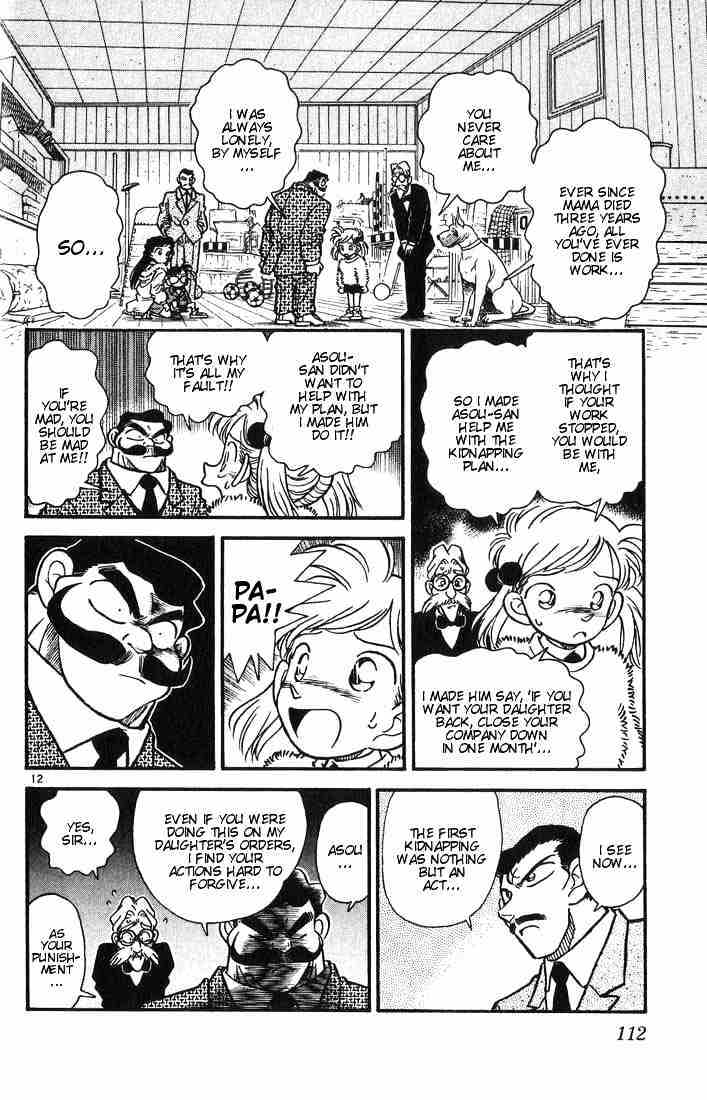 EVER SINCE
MAMA DIED
THREE YEARS
AGO, ALL
YOU'VE EVER
DONE IS
WORK...
YOU
NEVER
CARE
ABOUT
ME...
I WAS
ALWAYS
LONELY,
BY MYSELF
...
SO...
THAT'S
WHY I
THOUGHT
IF YOUR
WORK
STOPPED,
YOU WOULD
BE WITH
ME,
SO I MADE
ASOU-SAN
HELP ME
WITH THE
KIDNAPPING
PLAN...
I MADE HIM SAY, 'IF YOU
WANT YOUR DAUGHTER
BACK, CLOSE YOUR
COMPANY DOWN
IN ONE MONTH'...
ASOU-
SAN DIDN'T
WANT TO
HELP WITH
MY PLAN, BUT
I MADE HIM
DO IT!!
THAT'S WHY
IT'S ALL MY
FAULT!!
IF
YOU'RE
MAD, YOU
SHOULD
BE MAD
AT ME!!
PA-
PA!!
12
I SEE
NOW...
THE FIRST
KIDNAPPING
WAS NOTHING
BUT AN
ACT...
ASOU
...
EVEN IF YOU WERE
DOING THIS ON MY
DAUGHTER'S ORDERS,
I FIND YOUR
ACTIONS HARD TO
FORGIVE...
YES,
SIR...
AS
YOUR
PUNISH-
MENT
...
112